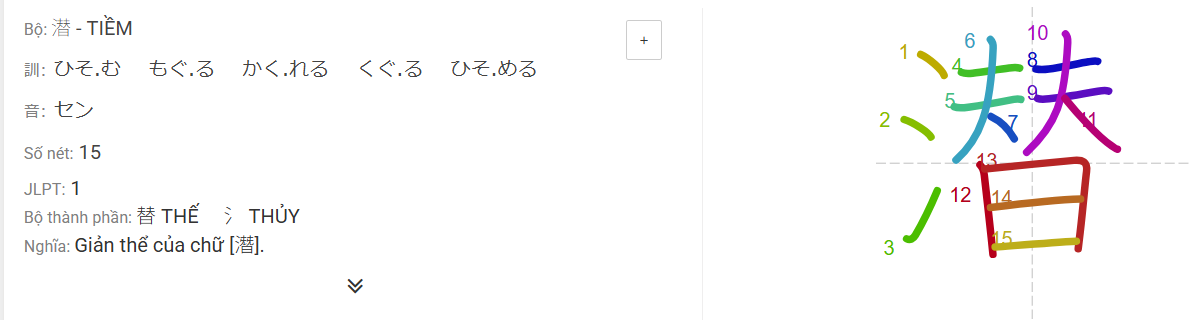 Bộ: 潜 - TIỀM
訓: ひそ.む もぐ.る かく.れる くぐ.る ひそ.める
音: セン
Số nét: 15
JLPT: 1
Bộ thành phần: 替 THẾ 氵 THỦY
Nghĩa: Giản thể của chữ [潛].
+
1
2
3
4
5
6
7
8
9
10
11
12
13
14
15
潜